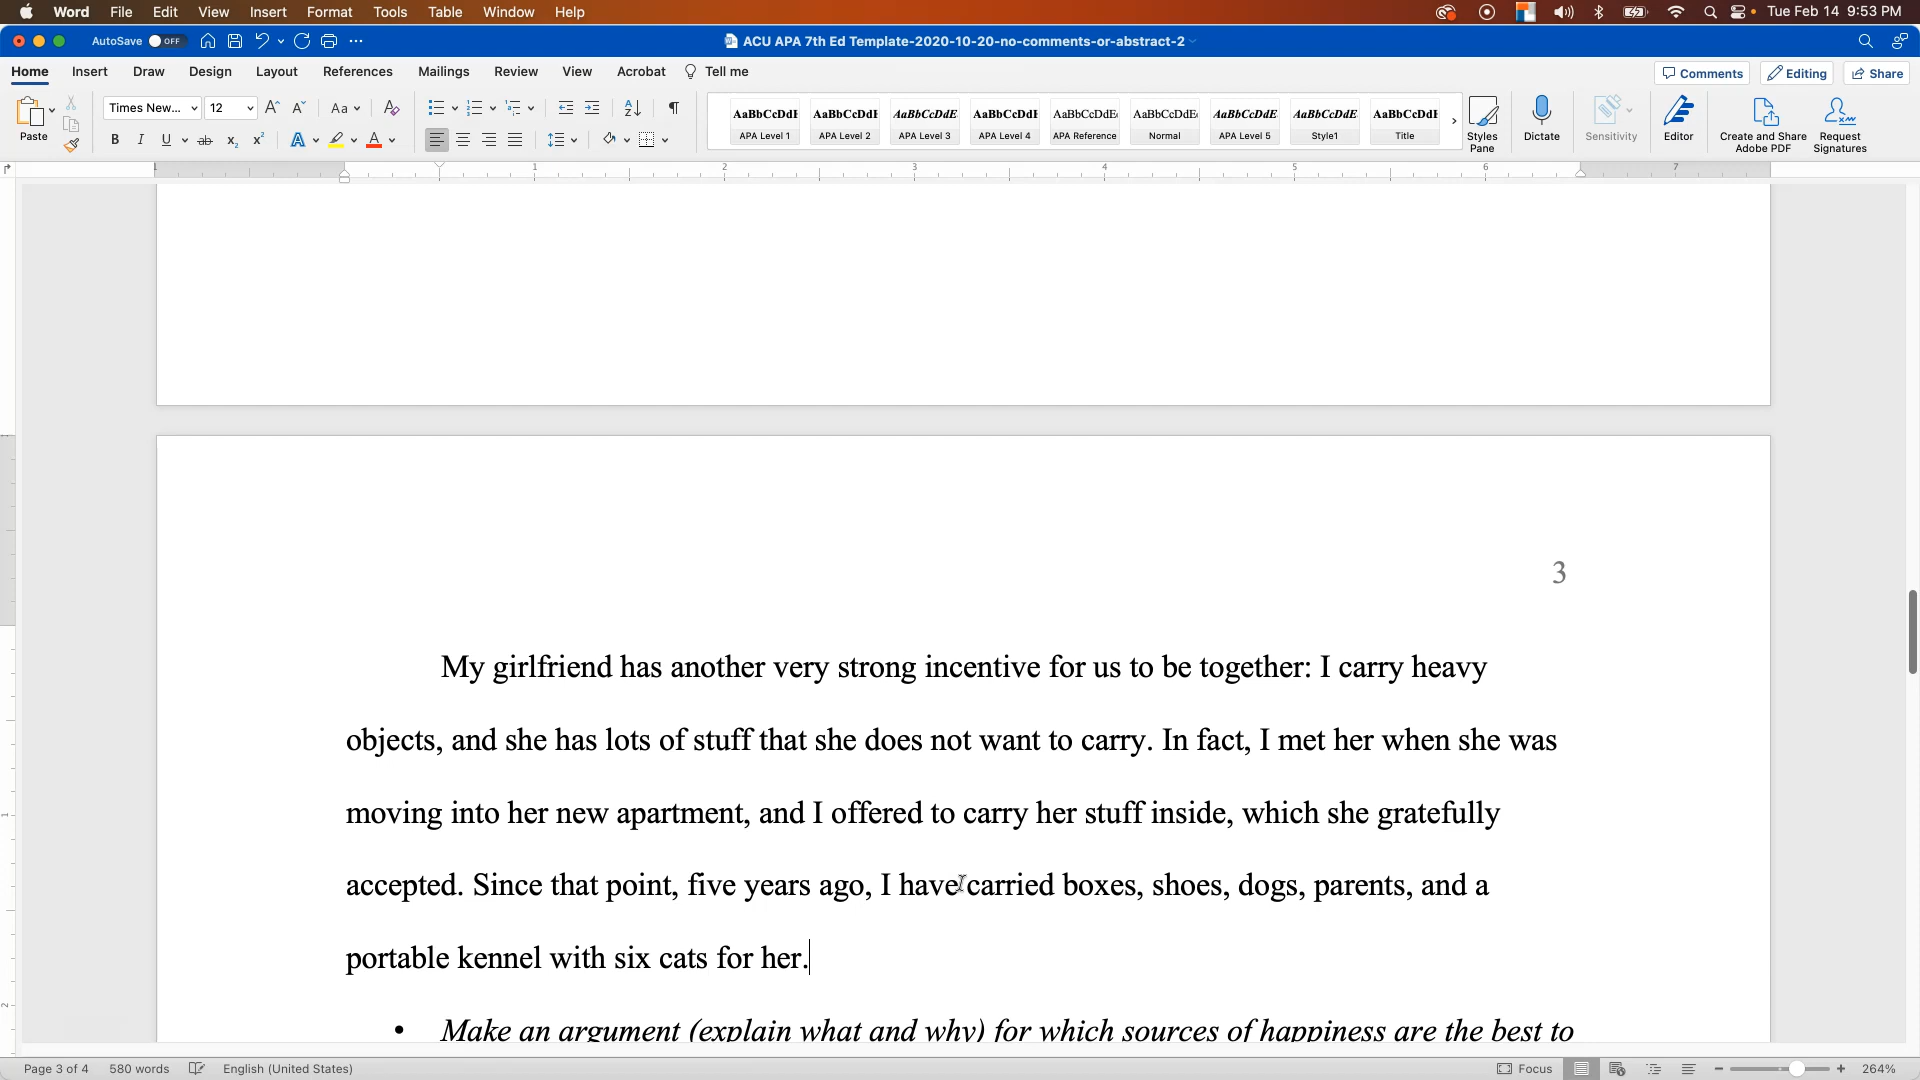 Word File Edit View Insert Format Tools Table Window Help Tue Feb 14 9:53 PM
AutoSave OFF ACU APA 7th Ed Template-2020-10-20-no-comments-or-abstract-2
Home Insert Draw Design Layout References Mailings Review View Acrobat Tell me Comments Editing Share
Times New... 12 Aa
AaBbCcDdE AaBbCcDdE AaBbCcDdE AaBbCcDdE AaBbCcDdE AaBbCcDdE AaBbCcDdE AaBbCcDdE AaBbCcDdE
Paste B I U ab APA Level 1 APA Level 2 APA Level 3 APA Level 4 APA Reference Normal APA Level 5 Style1 Title Styles Pane Dictate Sensitivity Editor Create and Share Adobe PDF Request Signatures
1 1 2 3 4 5 6 7
3
My girlfriend has another very strong incentive for us to be together: I carry heavy
objects, and she has lots of stuff that she does not want to carry. In fact, I met her when she was
moving into her new apartment, and I offered to carry her stuff inside, which she gratefully
accepted. Since that point, five years ago, I have carried boxes, shoes, dogs, parents, and a
portable kennel with six cats for her.
• Make an argument (explain what and why) for which sources of happiness are the best to
Page 3 of 4 580 words English (United States) Focus 264%